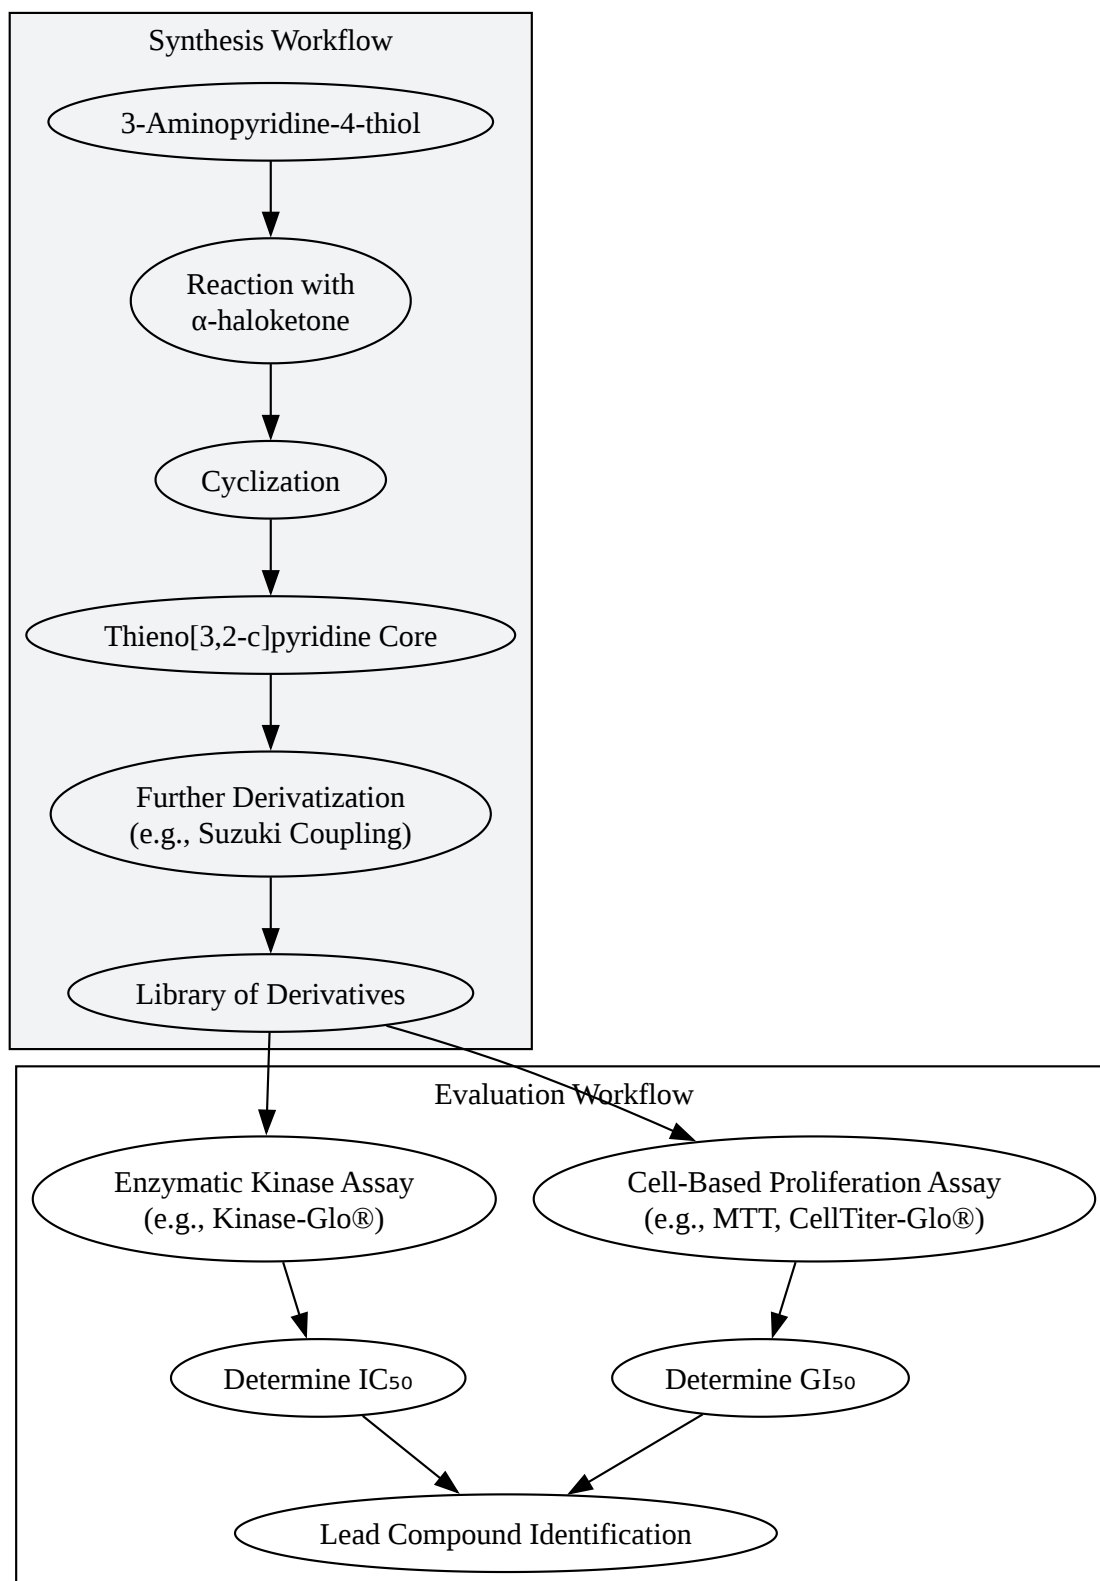 Synthesis Workflow
3-Aminopyridine-4-thiol
Reaction with
α-haloketone
Cyclization
Thieno[3,2-c]pyridine Core
Further Derivatization
(e.g., Suzuki Coupling)
Library of Derivatives
Evaluation Workflow
Enzymatic Kinase Assay
(e.g., Kinase-Glo®)
Cell-Based Proliferation Assay
(e.g., MTT, CellTiter-Glo®)
Determine IC₅₀
Determine GI₅₀
Lead Compound Identification